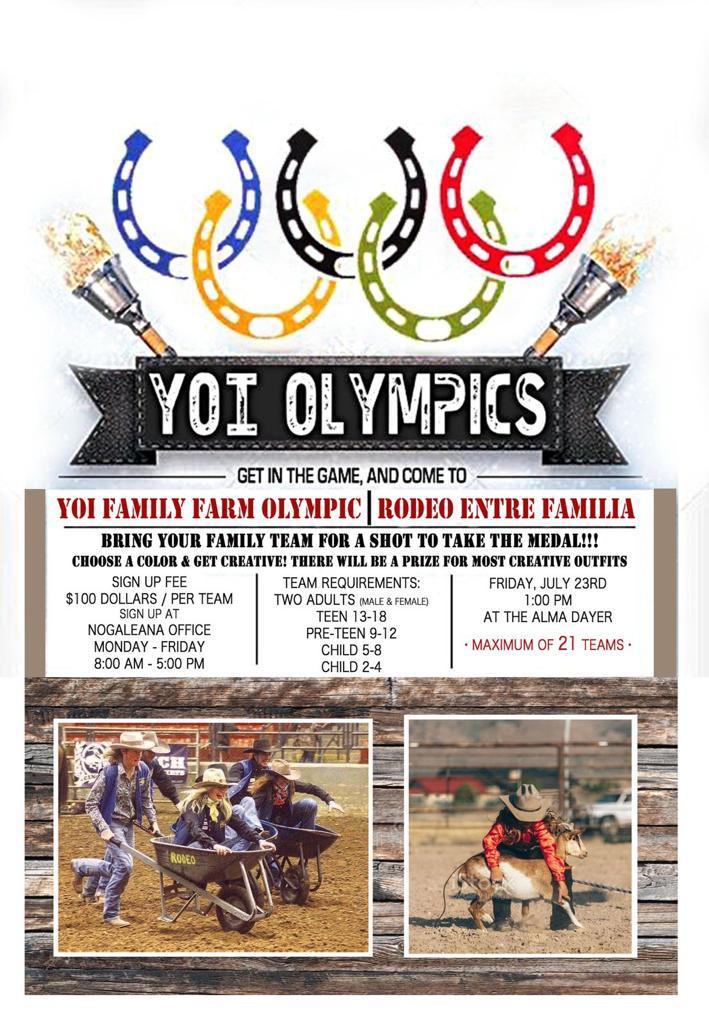 YOI OLYMPICS
GET IN THE GAME, AND COME TO
YOI FAMILY FARM OLYMPIC | RODEO ENTRE FAMILIA
BRING YOUR FAMILY TEAM FOR A SHOT TO TAKE THE MEDAL!!!
CHOOSE A COLOR & GET CREATIVE! THERE WILL BE A PRIZE FOR MOST CREATIVE OUTFITS
SIGN UP FEE
$100 DOLLARS / PER TEAM
SIGN UP AT
NOGALEANA OFFICE
MONDAY - FRIDAY
8:00 AM - 5:00 PM
TEAM REQUIREMENTS:
TWO ADULTS (MALE & FEMALE)
TEEN 13-18
PRE-TEEN 9-12
CHILD 5-8
CHILD 2-4
FRIDAY, JULY 23RD
1:00 PM
AT THE ALMA DAYER
· MAXIMUM OF 21 TEAMS ·
RODEO